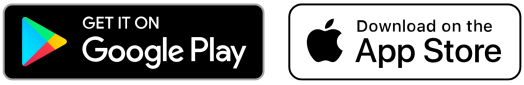 GET IT ON
Google Play
Download on the
App Store